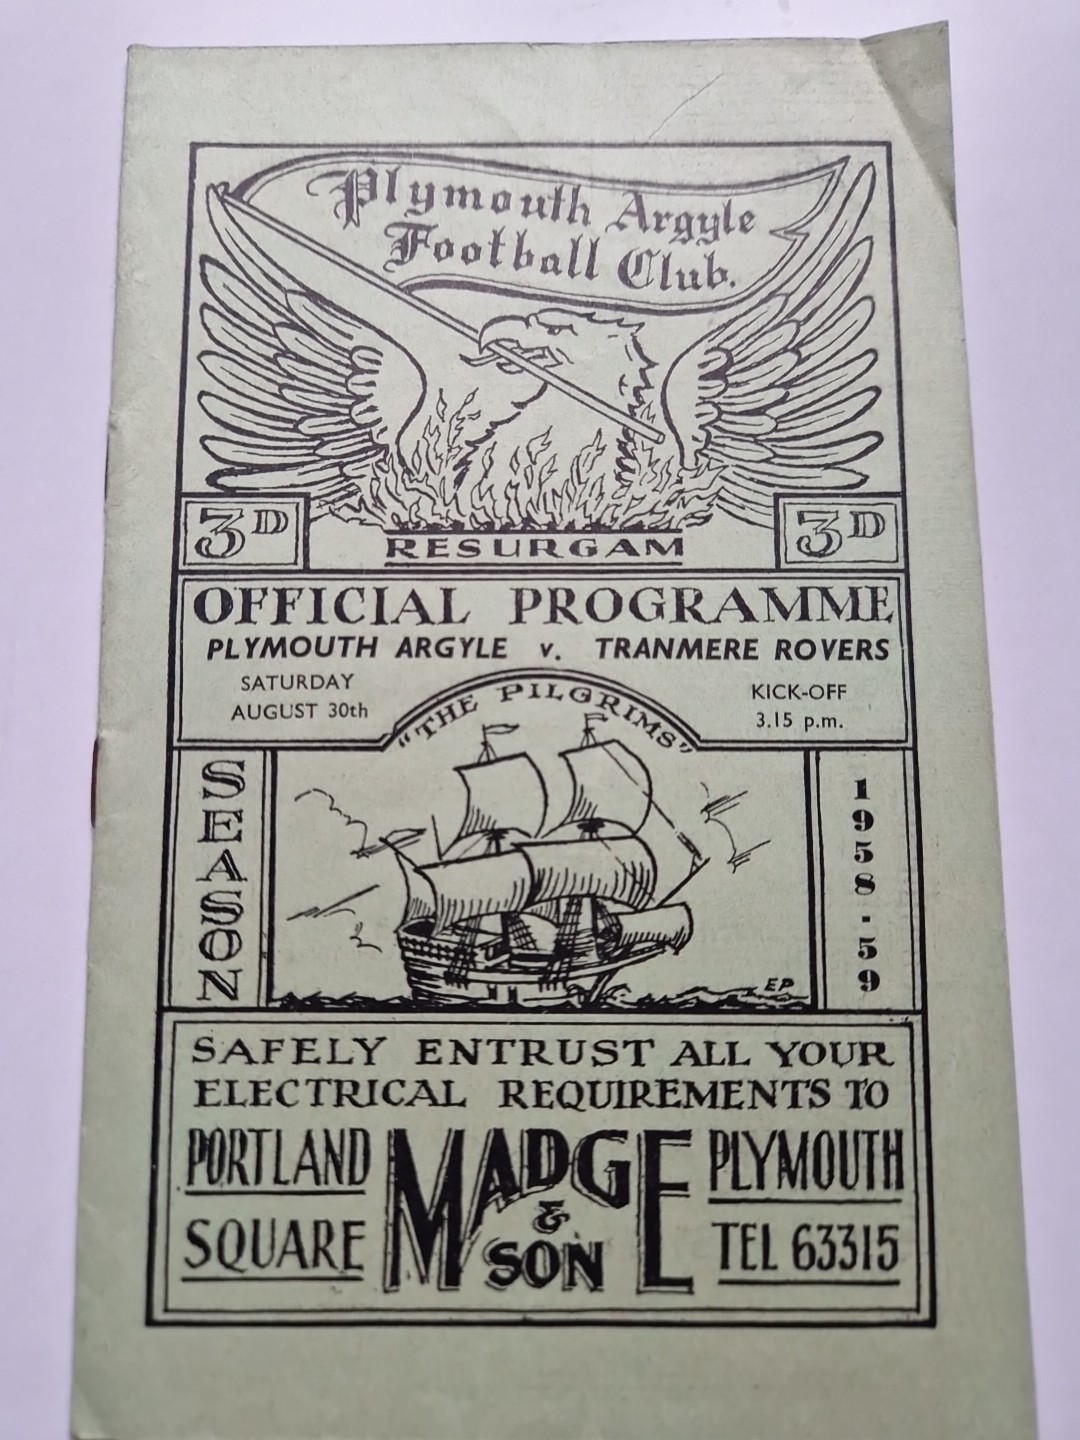 Plymouth Argyle
Football Club.
3D
3D
RESURGAM
OFFICIAL PROGRAMME
PLYMOUTH ARGYLE v. TRANMERE ROVERS
SATURDAY
AUGUST 30th
KICK-OFF
3.15 p.m.
"THE PILGRIMS"
SEASON
1958-59
EP
SAFELY ENTRUST ALL YOUR
ELECTRICAL REQUIREMENTS TO
PORTLAND
SQUARE
MADGE
&
SON
PLYMOUTH
TEL 63315